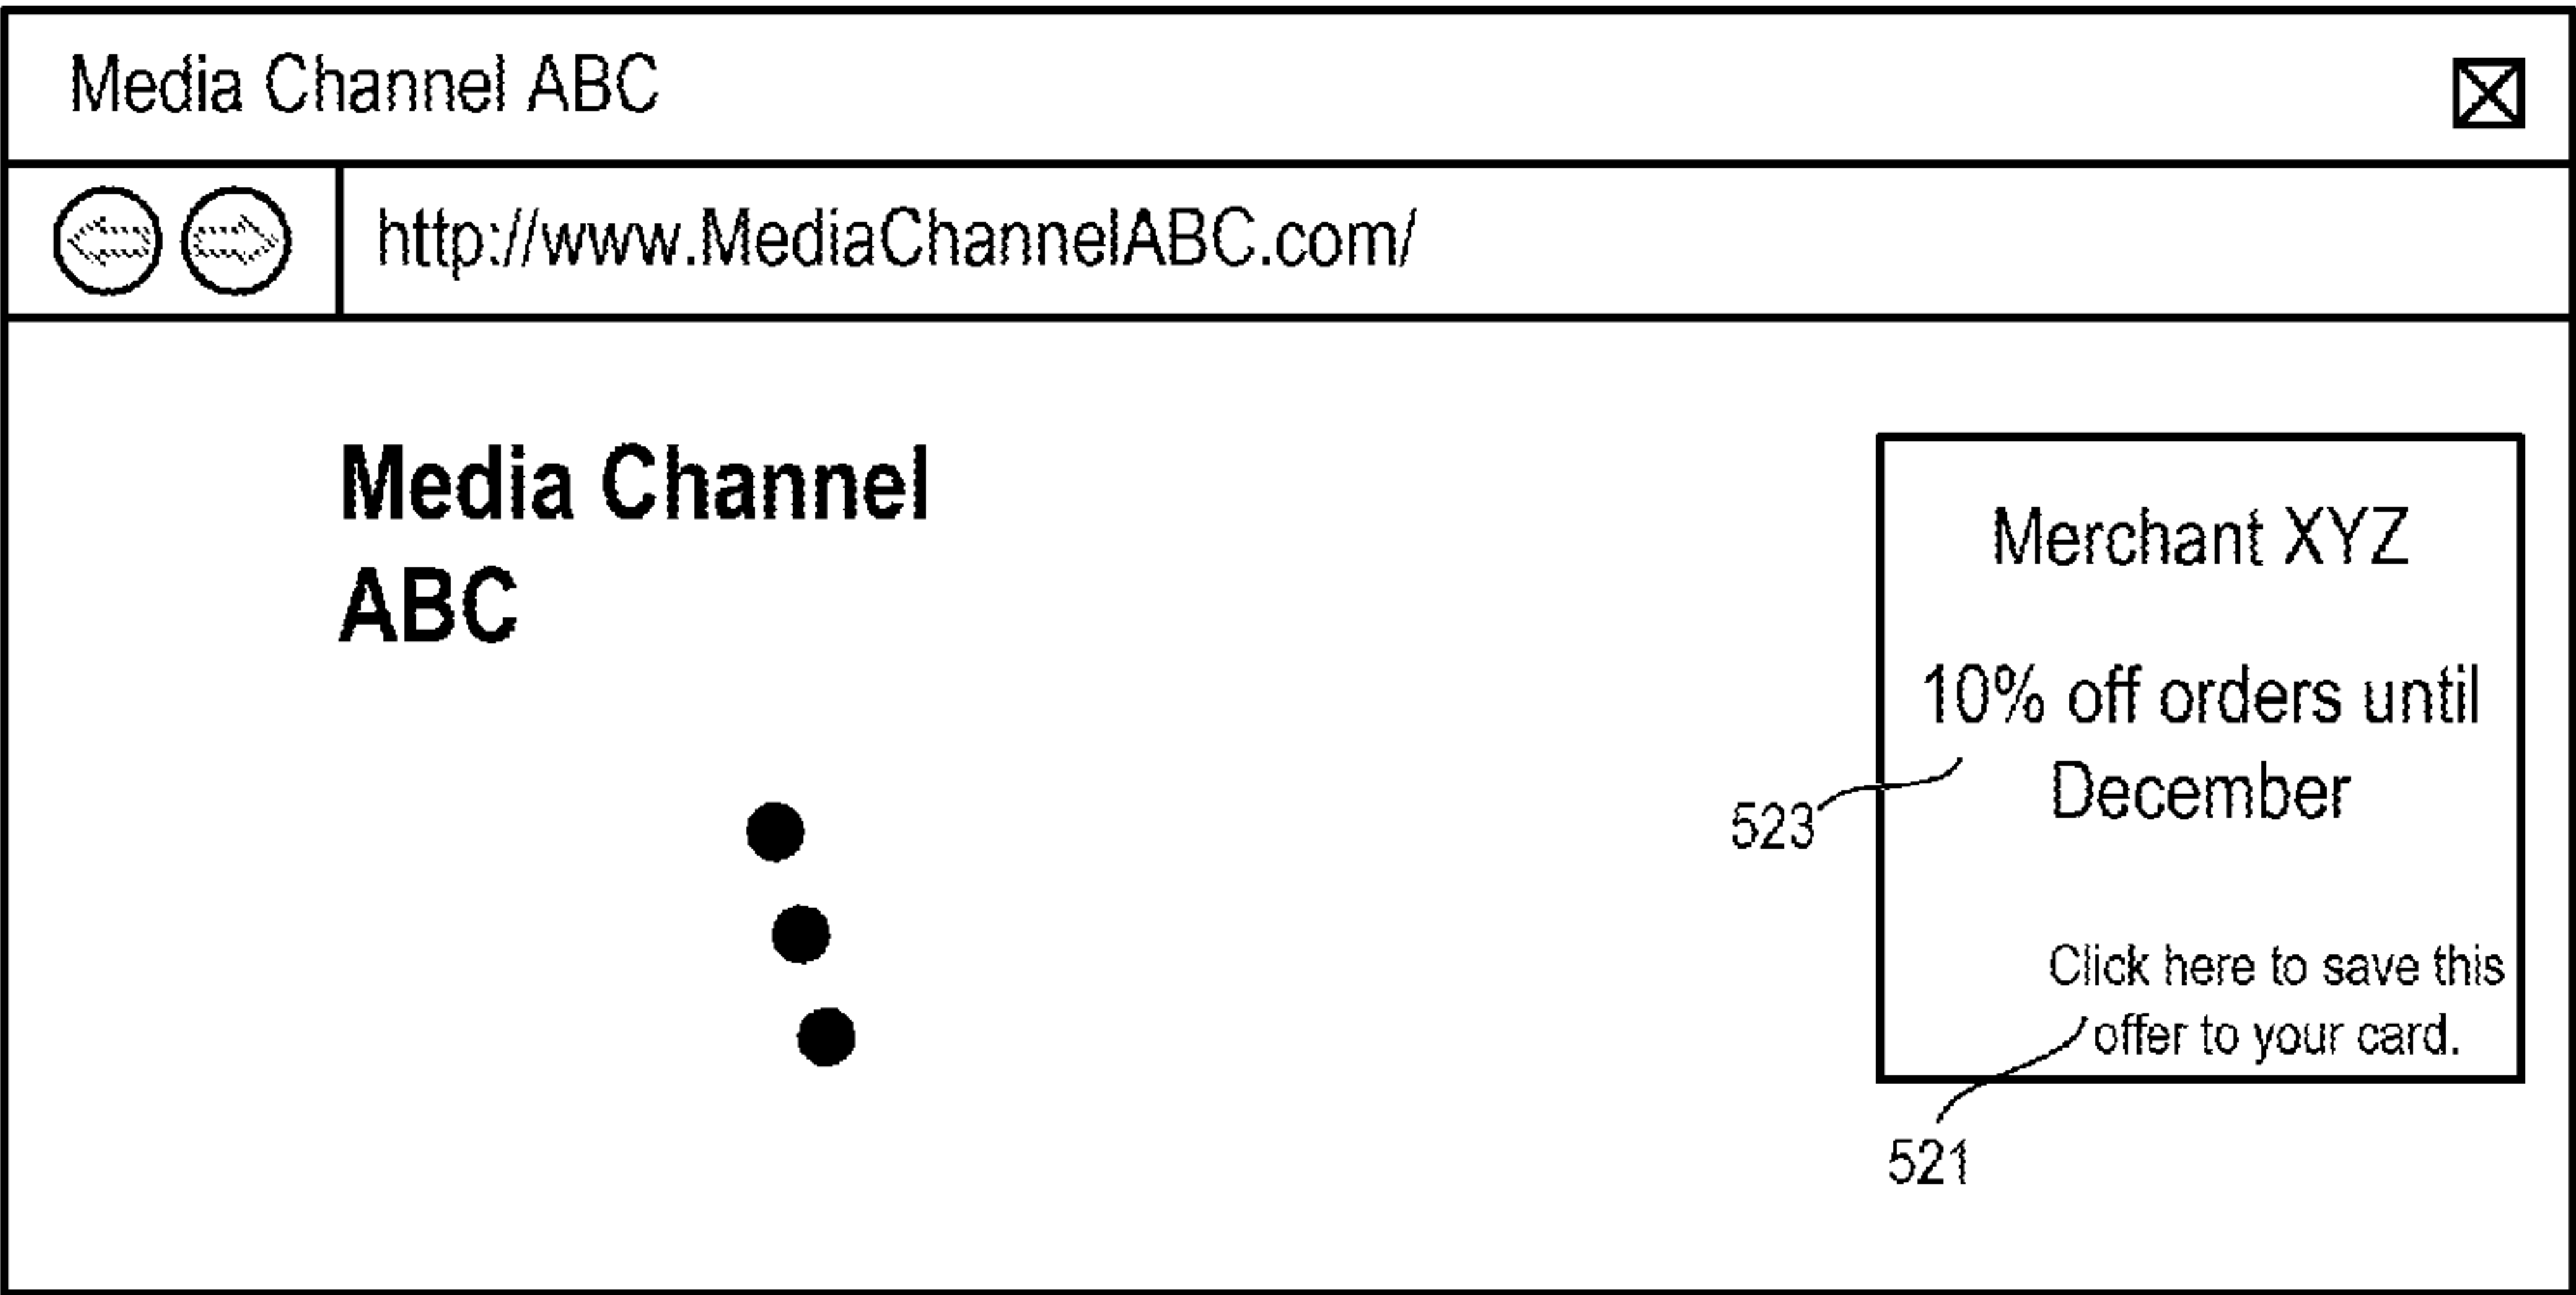 Media Channel ABC
http://www.MediaChannelABC.com/
Media Channel
ABC
Merchant XYZ
10% off orders until
December
523
Click here to save this
offer to your card.
521